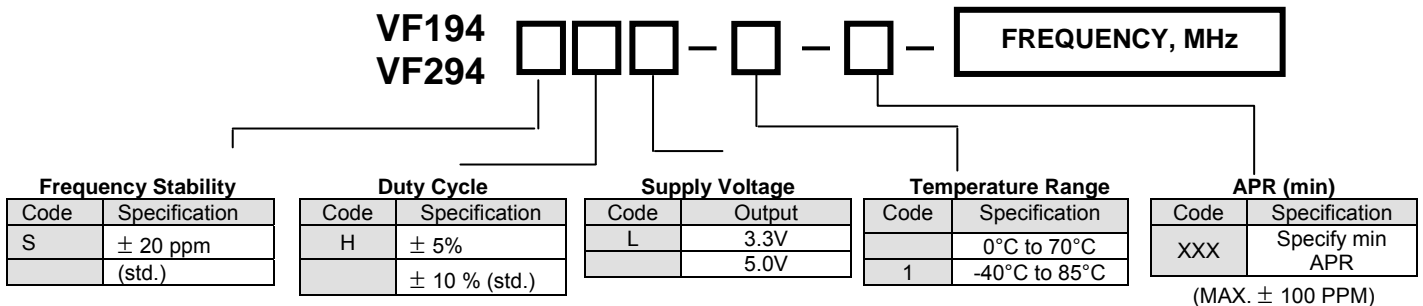 VF194
VF294
FREQUENCY, MHz
Frequency Stability
Code Specification
S ± 20 ppm
(std.)
Duty Cycle
Code Specification
H ± 5%
± 10 % (std.)
Supply Voltage
Code Output
L 3.3V
5.0V
Temperature Range
Code Specification
0°C to 70°C
1 -40°C to 85°C
APR (min)
Code Specification
XXX Specify min
APR
(MAX. ± 100 PPM)